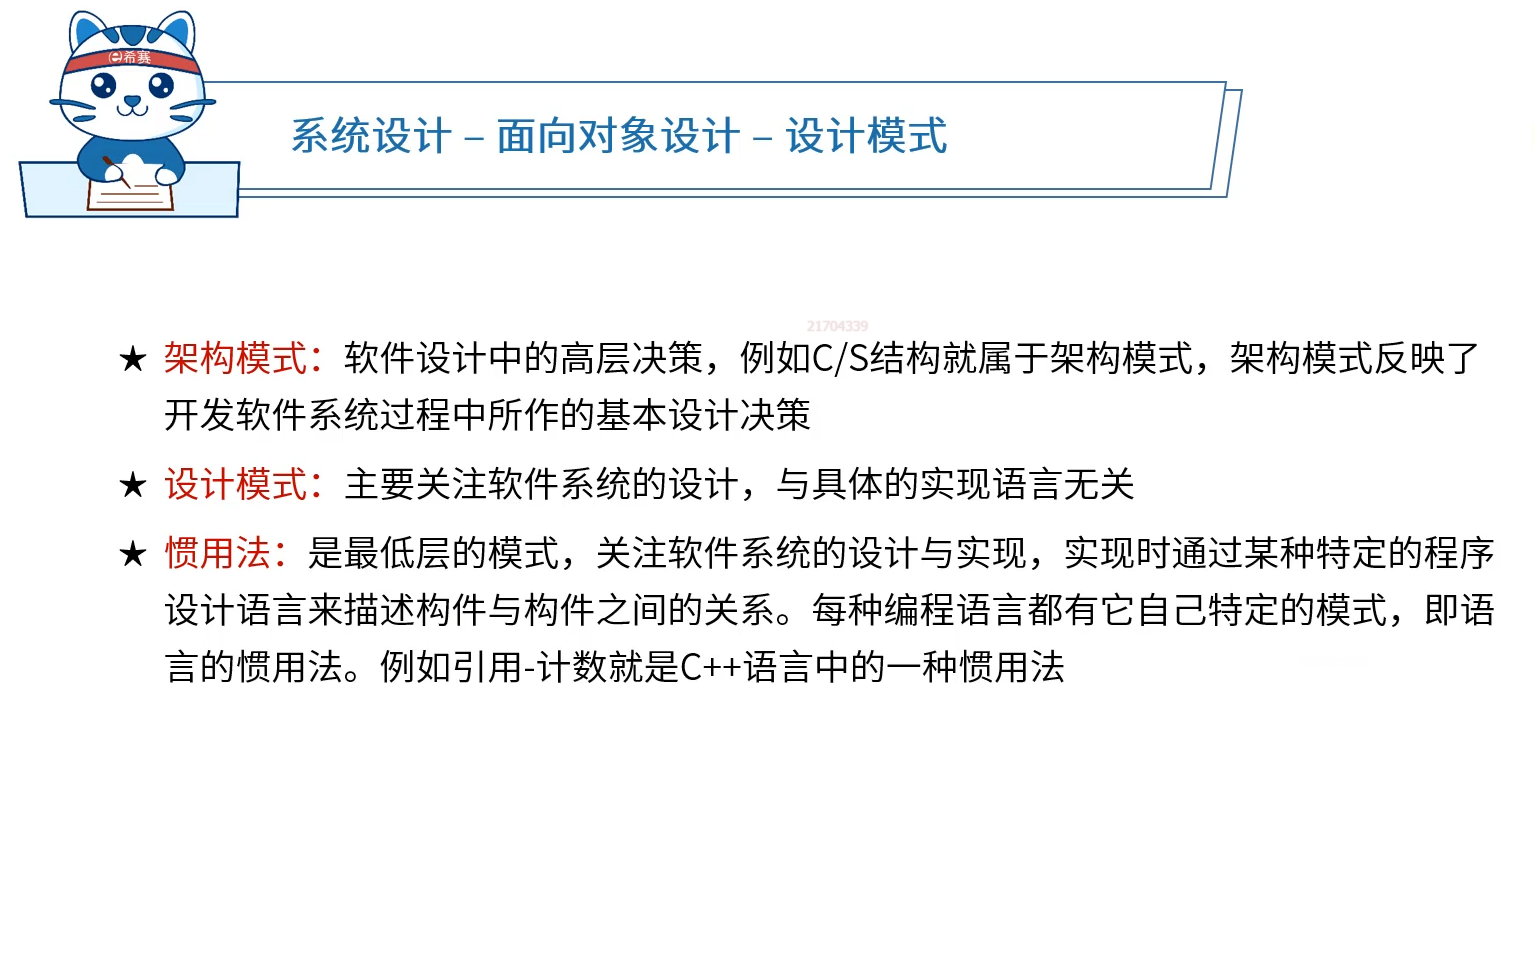 e希赛
系统设计 – 面向对象设计 – 设计模式
21704339
★ 架构模式：软件设计中的高层决策，例如C/S结构就属于架构模式，架构模式反映了
开发软件系统过程中所作的基本设计决策
★ 设计模式：主要关注软件系统的设计，与具体的实现语言无关
★ 惯用法：是最低层的模式，关注软件系统的设计与实现，实现时通过某种特定的程序
设计语言来描述构件与构件之间的关系。每种编程语言都有它自己特定的模式，即语
言的惯用法。例如引用-计数就是C++语言中的一种惯用法